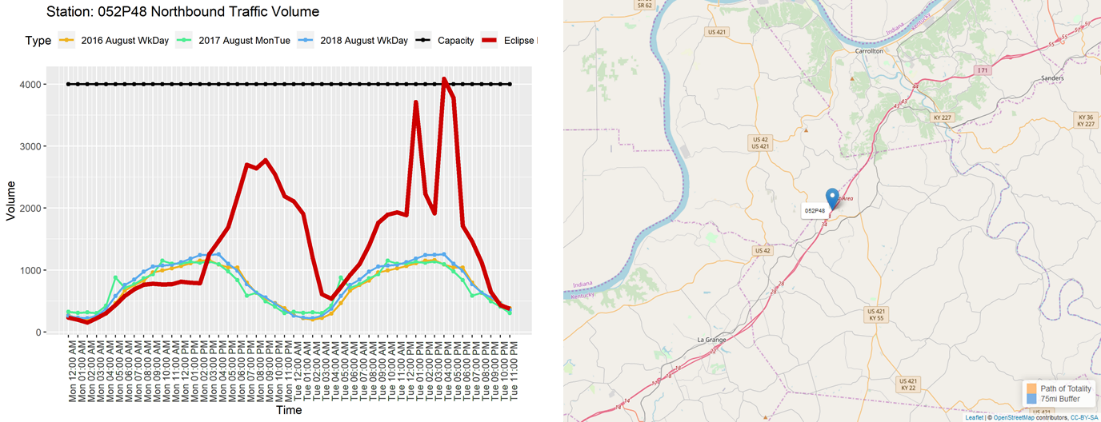 Station: 052P48 Northbound Traffic Volume
Type 2016 August WkDay 2017 August MonTue 2018 August WkDay Capacity Eclipse
4000
3000
2000
1000
0
Volume
Mon 12:00 AM
Mon 01:00 AM
Mon 02:00 AM
Mon 03:00 AM
Mon 04:00 AM
Mon 05:00 AM
Mon 06:00 AM
Mon 07:00 AM
Mon 08:00 AM
Mon 09:00 AM
Mon 10:00 AM
Mon 11:00 AM
Mon 12:00 PM
Mon 01:00 PM
Mon 02:00 PM
Mon 03:00 PM
Mon 04:00 PM
Mon 05:00 PM
Mon 06:00 PM
Mon 07:00 PM
Mon 08:00 PM
Mon 09:00 PM
Mon 10:00 PM
Mon 11:00 PM
Tue 12:00 AM
Tue 01:00 AM
Tue 02:00 AM
Tue 03:00 AM
Tue 04:00 AM
Tue 05:00 AM
Tue 06:00 AM
Tue 07:00 AM
Tue 08:00 AM
Tue 09:00 AM
Tue 10:00 AM
Tue 11:00 AM
Tue 12:00 PM
Tue 01:00 PM
Tue 02:00 PM
Tue 03:00 PM
Tue 04:00 PM
Tue 05:00 PM
Tue 06:00 PM
Tue 07:00 PM
Tue 08:00 PM
Tue 09:00 PM
Tue 10:00 PM
Tue 11:00 PM
Time
SR 62
US 421
Indiana
Carrollton
I 71
Sanders
KY 227
KY 36
KY 227
US 42
US 421
052P48
Area
US 42
Indiana
Kentucky
US 421
KY 55
La Grange
US 421
KY 22
US 421
Path of Totality
75mi Buffer
Leaflet | © OpenStreetMap contributors, CC-BY-SA